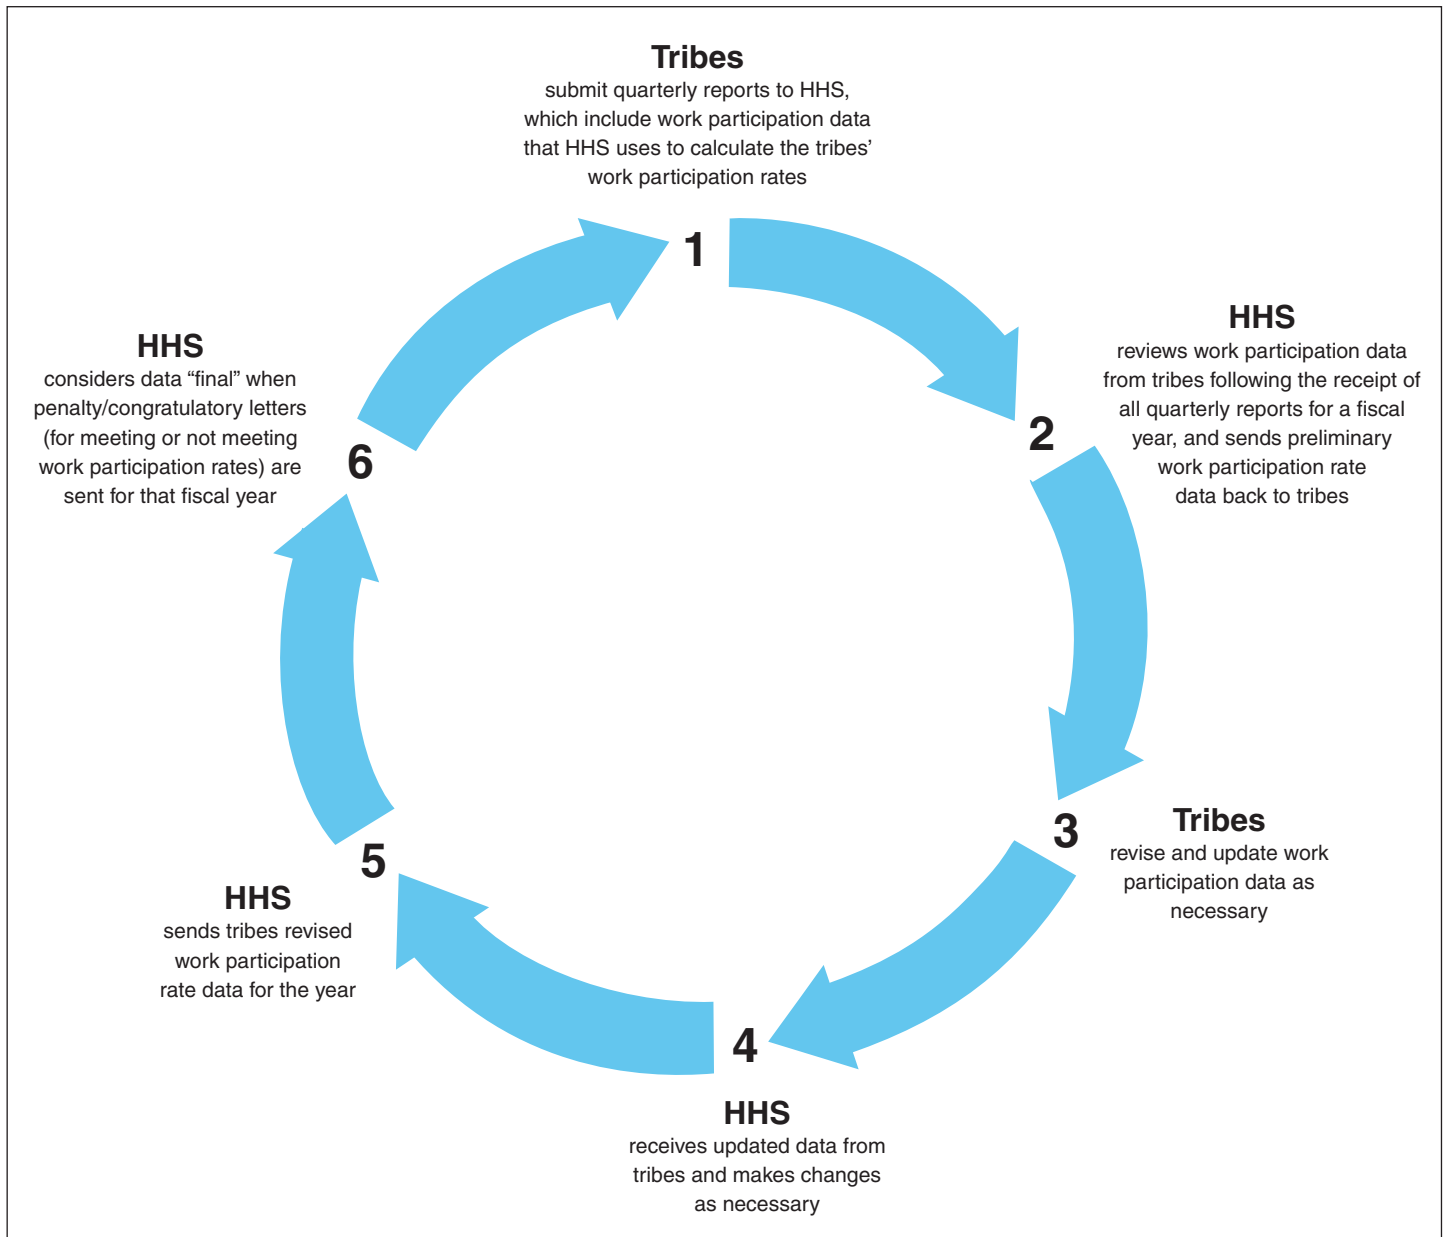 Tribes
submit quarterly reports to HHS,
which include work participation data
that HHS uses to calculate the tribes’
work participation rates
1
HHS
reviews work participation data
from tribes following the receipt of
all quarterly reports for a fiscal
year, and sends preliminary
work participation rate
data back to tribes
2
3
Tribes
revise and update work
participation data as
necessary
4
HHS
receives updated data from
tribes and makes changes
as necessary
5
HHS
sends tribes revised
work participation
rate data for the year
HHS
considers data “final” when
penalty/congratulatory letters
(for meeting or not meeting
work participation rates) are
sent for that fiscal year
6